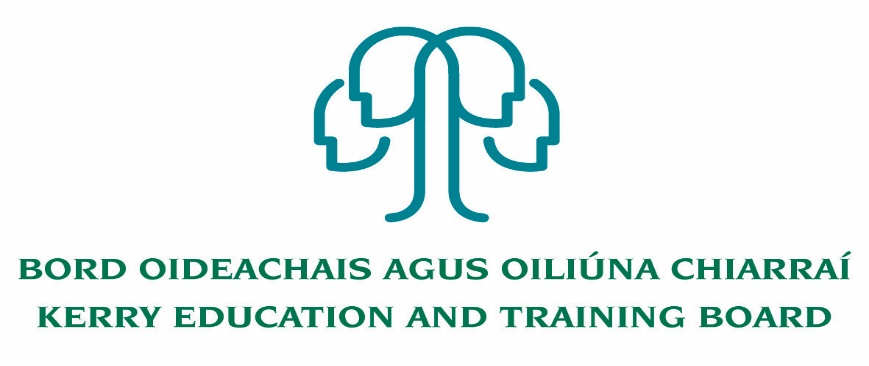 BORD OIDEACHAIS AGUS OILIÚNA CHIARRAÍ
KERRY EDUCATION AND TRAINING BOARD